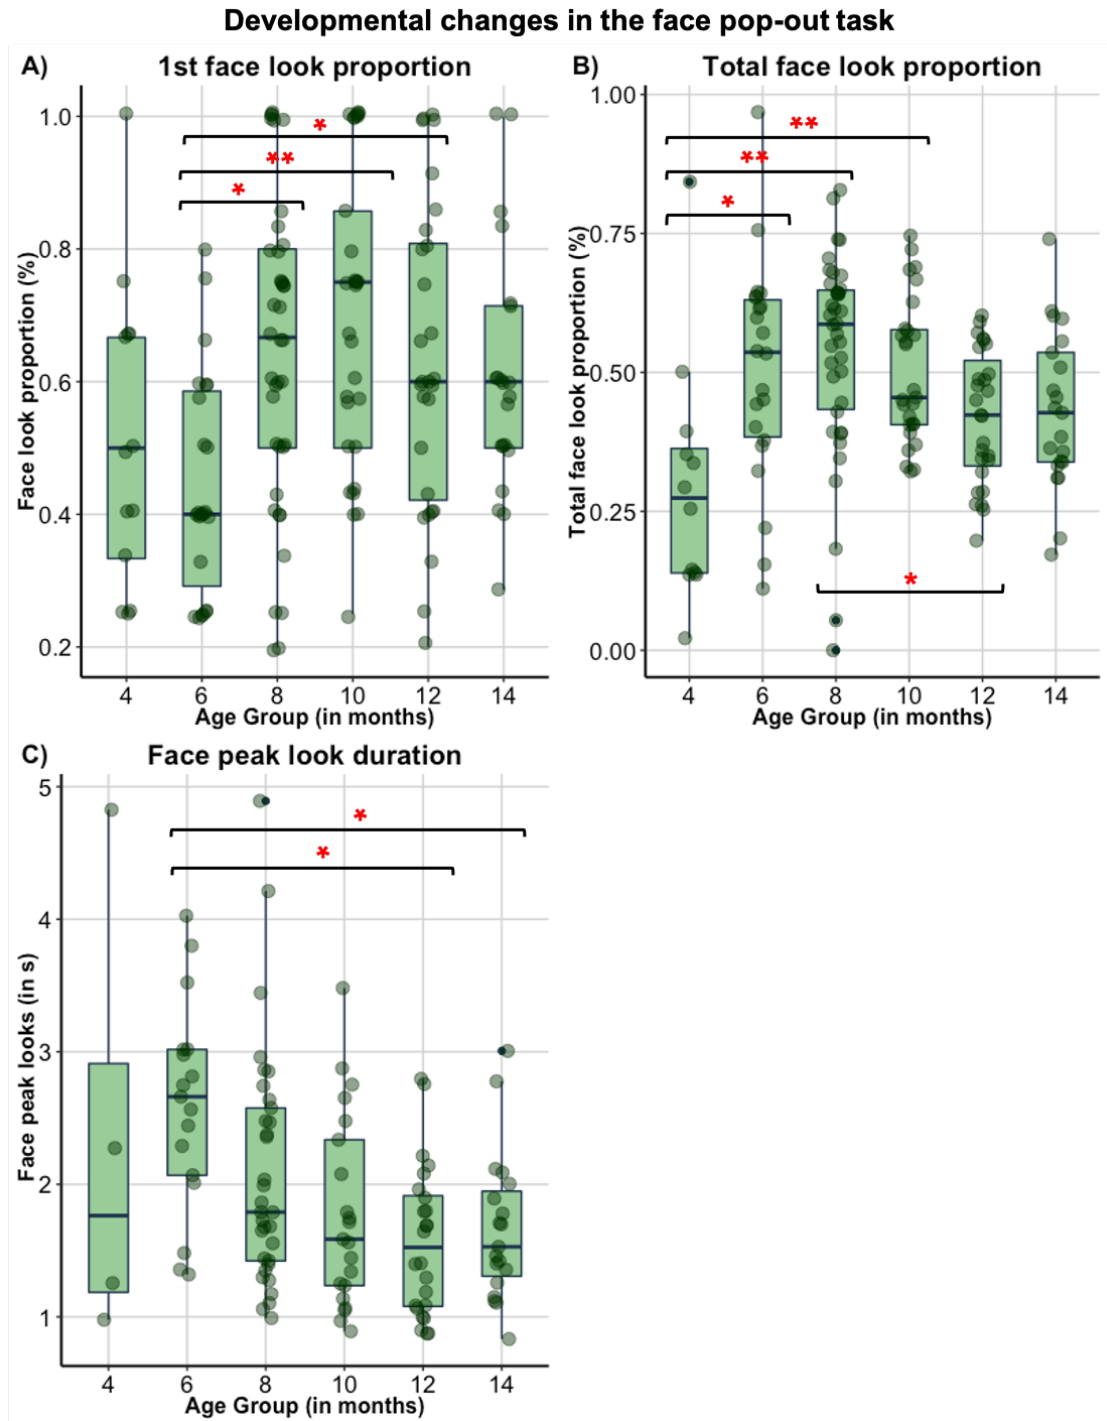 Developmental changes in the face pop-out task
A) 1st face look proportion
Face look proportion (%)
1.0
0.8
0.6
0.4
0.2
*
**
*
4 6 8 10 12 14
Age Group (in months)
B) Total face look proportion
Total face look proportion (%)
1.00
0.75
0.50
0.25
0.00
**
**
*
*
4 6 8 10 12 14
Age Group (in months)
C) Face peak look duration
Face peak looks (in s)
5
4
3
2
1
*
*
4 6 8 10 12 14
Age Group (in months)